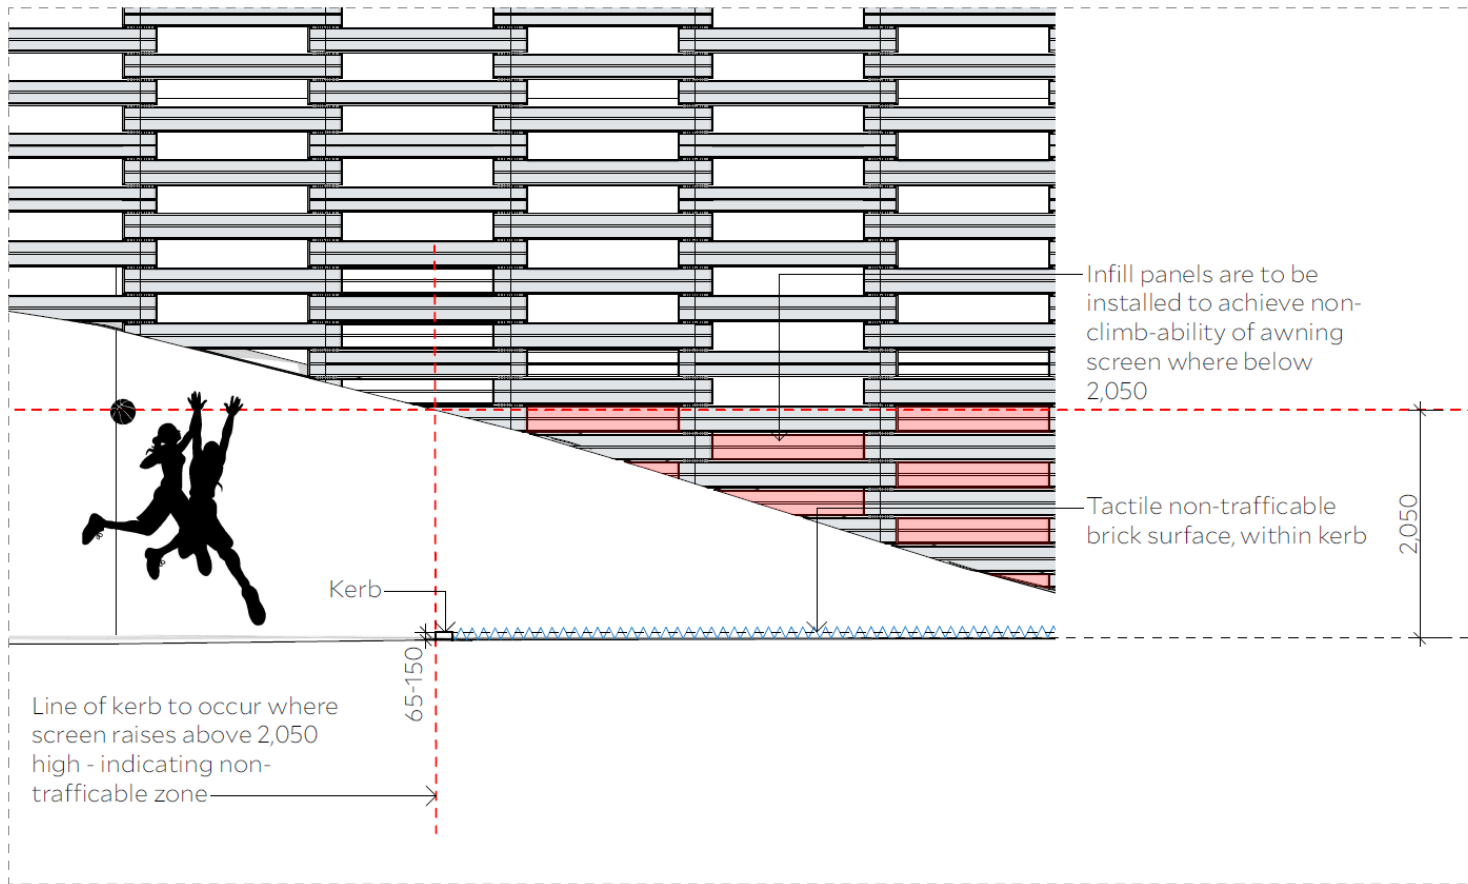 Infill panels are to be
installed to achieve non-
climb-ability of awning
screen where below
2,050
Tactile non-trafficable
brick surface, within kerb
2,050
Kerb
65-150
Line of kerb to occur where
screen raises above 2,050
high - indicating non-
trafficable zone